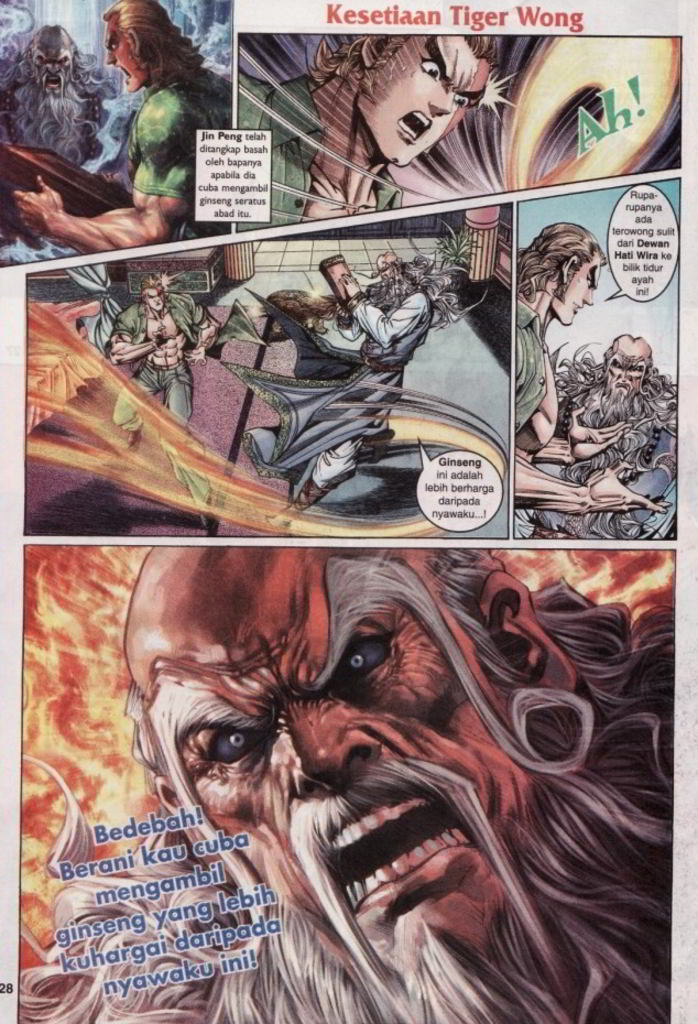 Kesetiaan Tiger Wong
Jin Peng telah
ditangkap basah
oleh bapanya
apabila dia
cuba mengambil
ginseng seratus
abad itu.
Ah!
Rupa-
rupanya
ada
terowong sulit
dari Dewan
Hati Wira ke
bilik tidur
ayah
ini!
Ginseng
ini adalah
lebih berharga
daripada
nyawaku...!
Bedebah!
Berani kau cuba
mengambil
ginseng yang lebih
kuhargai daripada
nyawaku ini!
28